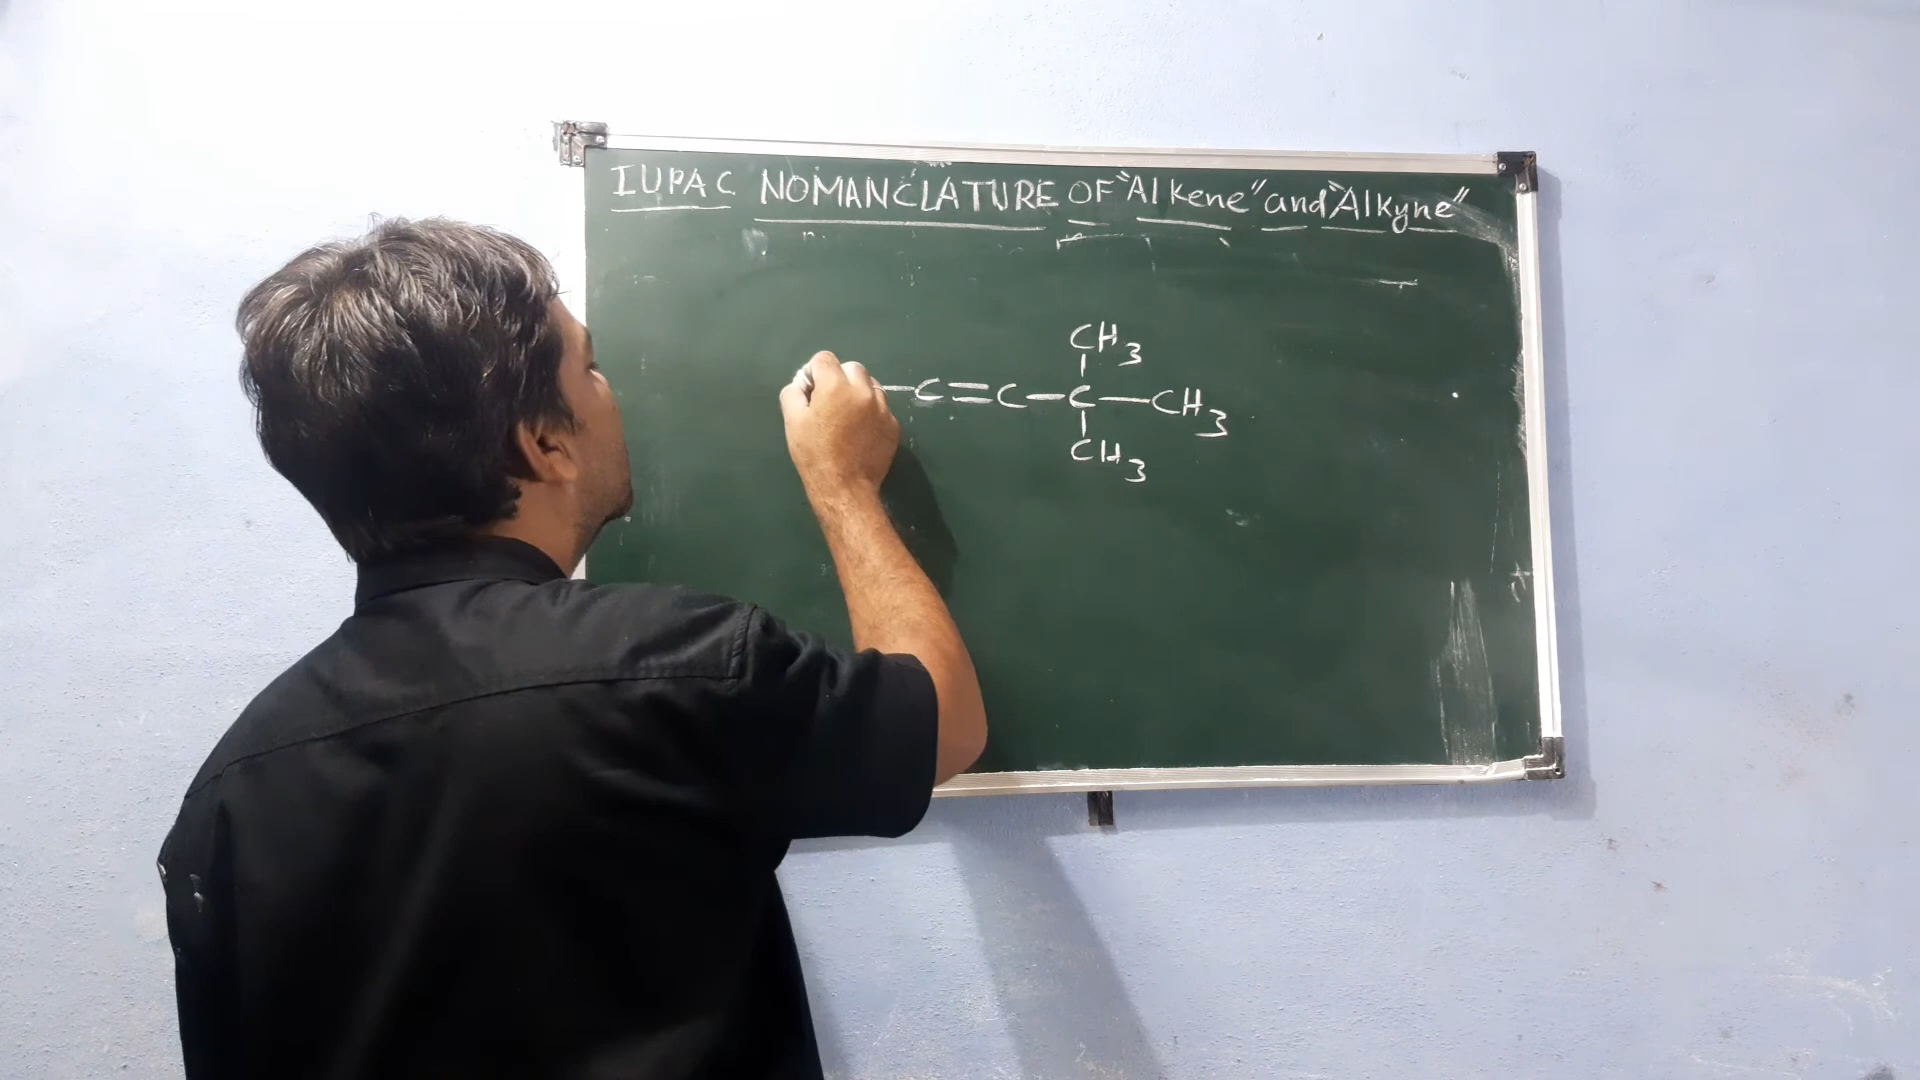 IUPAC NOMANCLATURE OF "Alkene" and "Alkyne"
CH3
-C=C-C-CH3
CH3